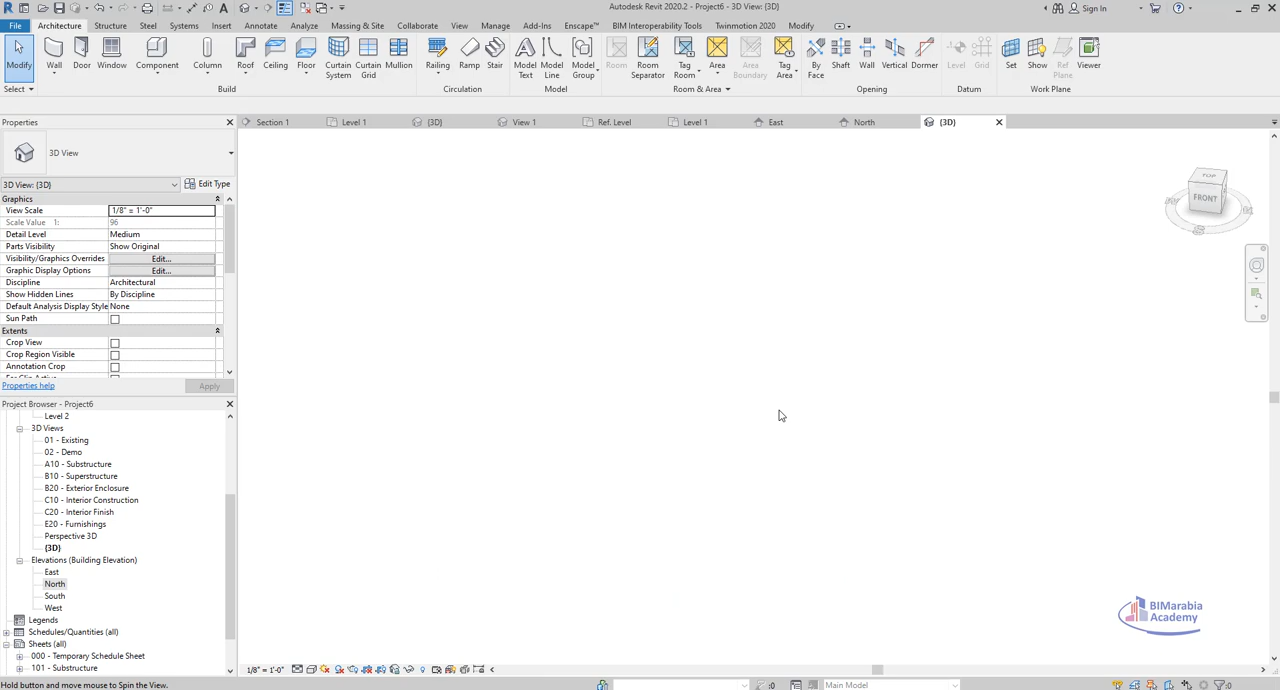 Autodesk Revit 2020.2 - Project6 - 3D View: {3D}
Sign In
File Architecture Structure Steel Systems Insert Annotate Analyze Massing & Site Collaborate View Manage Add-Ins Enscape™ BIM Interoperability Tools Twinmotion 2020 Modify
Modify Wall Door Window Component Column Roof Ceiling Floor Curtain System Curtain Grid Mullion Railing Ramp Stair Model Text Model Line Model Group Room Room Separator Tag Room Area Area Boundary Tag Area By Face Shaft Wall Vertical Dormer Level Grid Set Show Ref Plane Viewer
Select Build Circulation Model Room & Area Opening Datum Work Plane
Properties
Section 1 Level 1 {3D} View 1 Ref. Level Level 1 East North {3D}
3D View
3D View: {3D} Edit Type
Graphics
View Scale 1/8" = 1'-0"
Scale Value 1: 96
Detail Level Medium
Parts Visibility Show Original
Visibility/Graphics Overrides Edit...
Graphic Display Options Edit...
Discipline Architectural
Show Hidden Lines By Discipline
Default Analysis Display Style None
Sun Path
Extents
Crop View
Crop Region Visible
Annotation Crop
Properties help Apply
Project Browser - Project6
Level 2
3D Views
01 - Existing
02 - Demo
A10 - Substructure
B10 - Superstructure
B20 - Exterior Enclosure
C10 - Interior Construction
C20 - Interior Finish
E20 - Furnishings
Perspective 3D
{3D}
Elevations (Building Elevation)
East
North
South
West
Legends
Schedules/Quantities (all)
Sheets (all)
000 - Temporary Schedule Sheet
101 - Substructure
TOP
FRONT
S
BIMarabia
Academy
1/8" = 1'-0"
Hold button and move mouse to Spin the View.
:0 Main Model :0